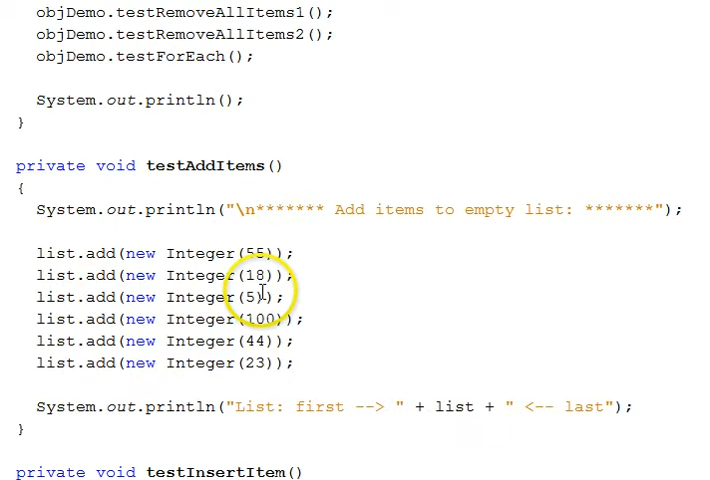 objDemo.testRemoveAllItems1();
objDemo.testRemoveAllItems2();
objDemo.testForEach();
System.out.println();
}
private void testAddItems()
{
System.out.println("\n******* Add items to empty list: *******");
list.add(new Integer(55));
list.add(new Integer(18));
list.add(new Integer(5));
list.add(new Integer(100));
list.add(new Integer(44));
list.add(new Integer(23));
System.out.println("List: first --> " + list + " <-- last");
}
private void testInsertItem()